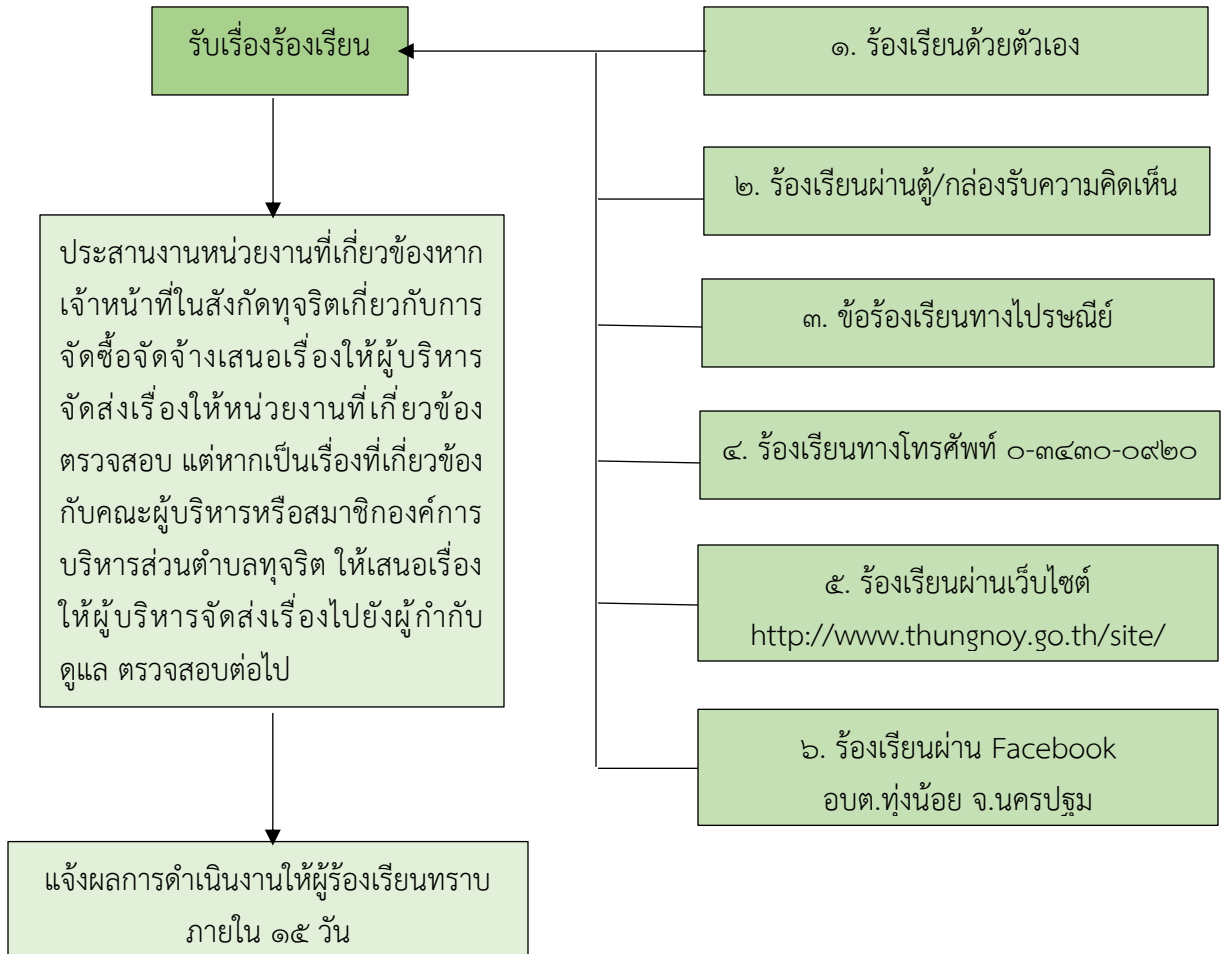 รับเรื่องร้องเรียน
๑. ร้องเรียนด้วยตัวเอง
๒. ร้องเรียนผ่านตู้/กล่องรับความคิดเห็น
๓. ข้อร้องเรียนทางไปรษณีย์
๔. ร้องเรียนทางโทรศัพท์ ๐-๓๔๓๐-๐๙๒๐
๕. ร้องเรียนผ่านเว็บไซต์
http://www.thungnoy.go.th/site/
๖. ร้องเรียนผ่าน Facebook
อบต.ทุ่งน้อย จ.นครปฐม
ประสานงานหน่วยงานที่เกี่ยวข้องหาก
เจ้าหน้าที่ในสังกัดทุจริตเกี่ยวกับการ
จัดซื้อจัดจ้างเสนอเรื่องให้ผู้บริหาร
จัดส่งเรื่องให้หน่วยงานที่เกี่ยวข้อง
ตรวจสอบ แต่หากเป็นเรื่องที่เกี่ยวข้อง
กับคณะผู้บริหารหรือสมาชิกองค์การ
บริหารส่วนตำบลทุจริต ให้เสนอเรื่อง
ให้ผู้บริหารจัดส่งเรื่องไปยังผู้กำกับ
ดูแล ตรวจสอบต่อไป
แจ้งผลการดำเนินงานให้ผู้ร้องเรียนทราบ
ภายใน ๑๕ วัน